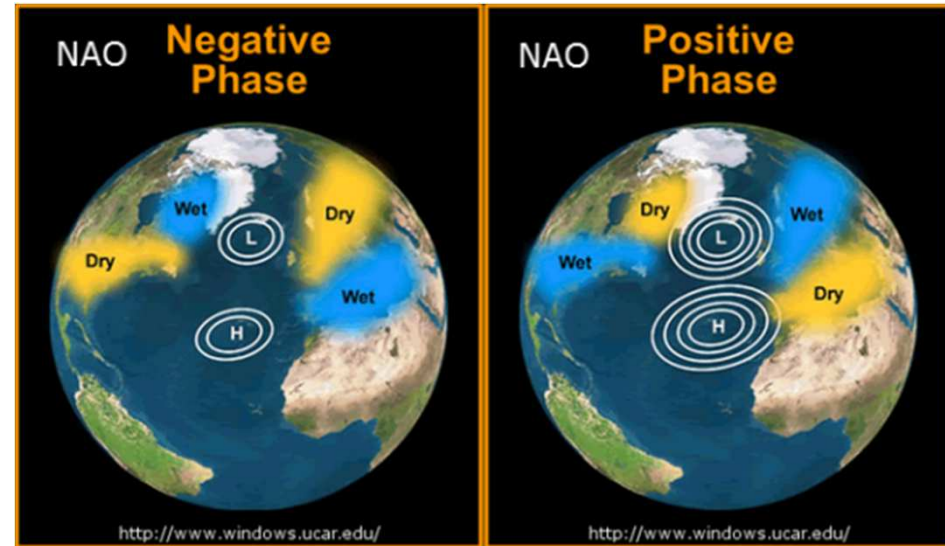 NAO
Negative
Phase
Wet
Dry
Dry
Wet
L
H
http://www.windows.ucar.edu/
NAO
Positive
Phase
Dry
Wet
Wet
Dry
L
H
http://www.windows.ucar.edu/